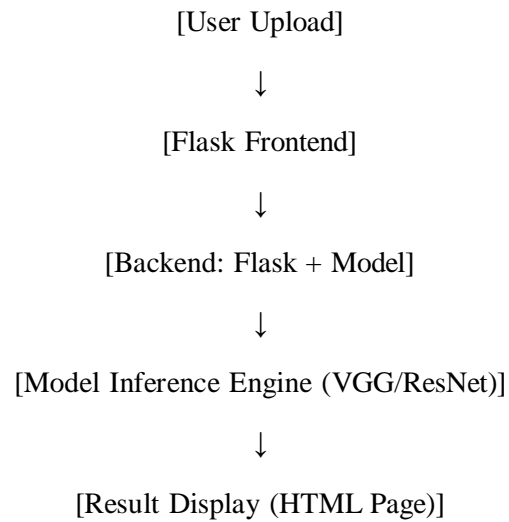 [User Upload]
↓
[Flask Frontend]
↓
[Backend: Flask + Model]
↓
[Model Inference Engine (VGG/ResNet)]
↓
[Result Display (HTML Page)]